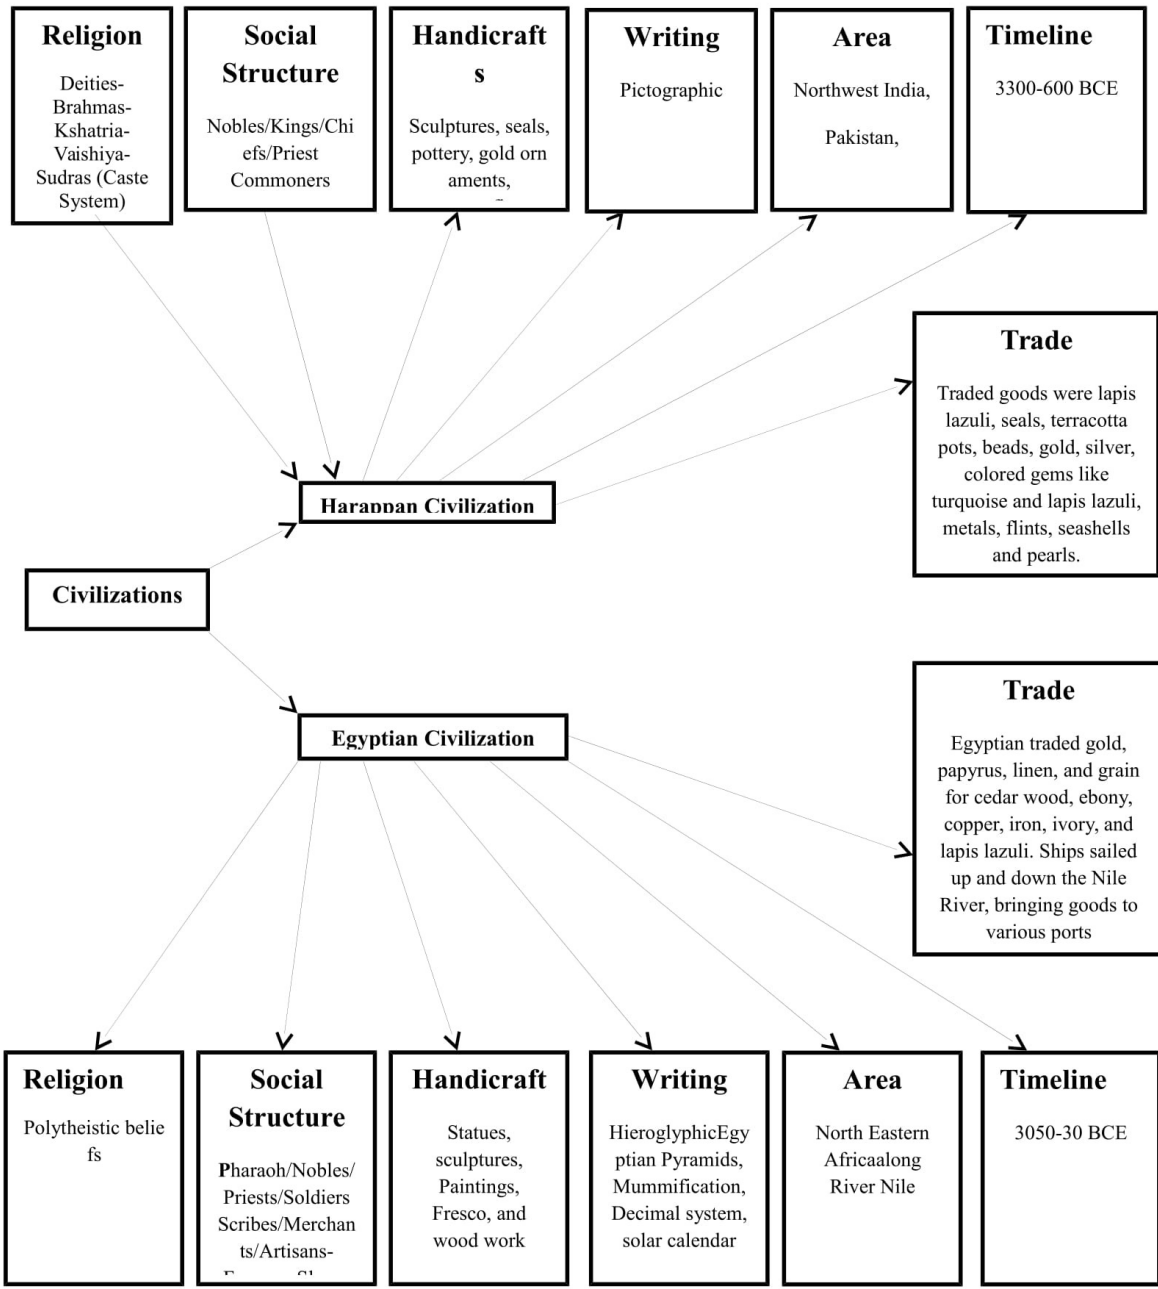 Religion
Deities-
Brahmas-
Kshatria-
Vaishiya-
Sudras (Caste
System)
Social
Structure
Nobles/Kings/Chi
efs/Priest
Commoners
Handicraft
s
Sculptures, seals,
pottery, gold orn
aments,
Writing
Pictographic
Area
Northwest India,
Pakistan,
Timeline
3300-600 BCE
Trade
Traded goods were lapis
lazuli, seals, terracotta
pots, beads, gold, silver,
colored gems like
turquoise and lapis lazuli,
metals, flints, seashells
and pearls.
Harappan Civilization
Civilizations
Egyptian Civilization
Trade
Egyptian traded gold,
papyrus, linen, and grain
for cedar wood, ebony,
copper, iron, ivory, and
lapis lazuli. Ships sailed
up and down the Nile
River, bringing goods to
various ports
Religion
Polytheistic belie
fs
Social
Structure
Pharaoh/Nobles/
Priests/Soldiers
Scribes/Merchan
ts/Artisans-
Handicraft
Statues,
sculptures,
Paintings,
Fresco, and
wood work
Writing
HieroglyphicEgy
ptian Pyramids,
Mummification,
Decimal system,
solar calendar
Area
North Eastern
Africaalong
River Nile
Timeline
3050-30 BCE